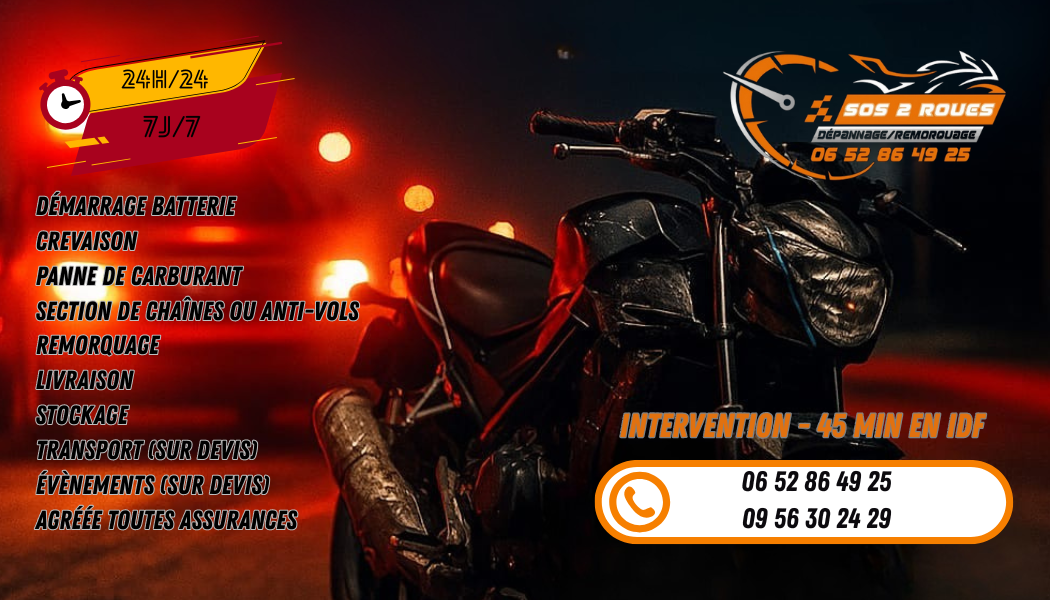 24H/24
7J/7
SOS 2 ROUES
DÉPANNAGE/REMORQUAGE
06 52 86 49 25
DÉMARRAGE BATTERIE
CREVAISON
PANNE DE CARBURANT
SECTION DE CHAÎNES OU ANTI-VOLS
REMORQUAGE
LIVRAISON
STOCKAGE
TRANSPORT (SUR DEVIS)
ÉVÈNEMENTS (SUR DEVIS)
AGRÉÉE TOUTES ASSURANCES
INTERVENTION - 45 MIN EN IDF
06 52 86 49 25
09 56 30 24 29